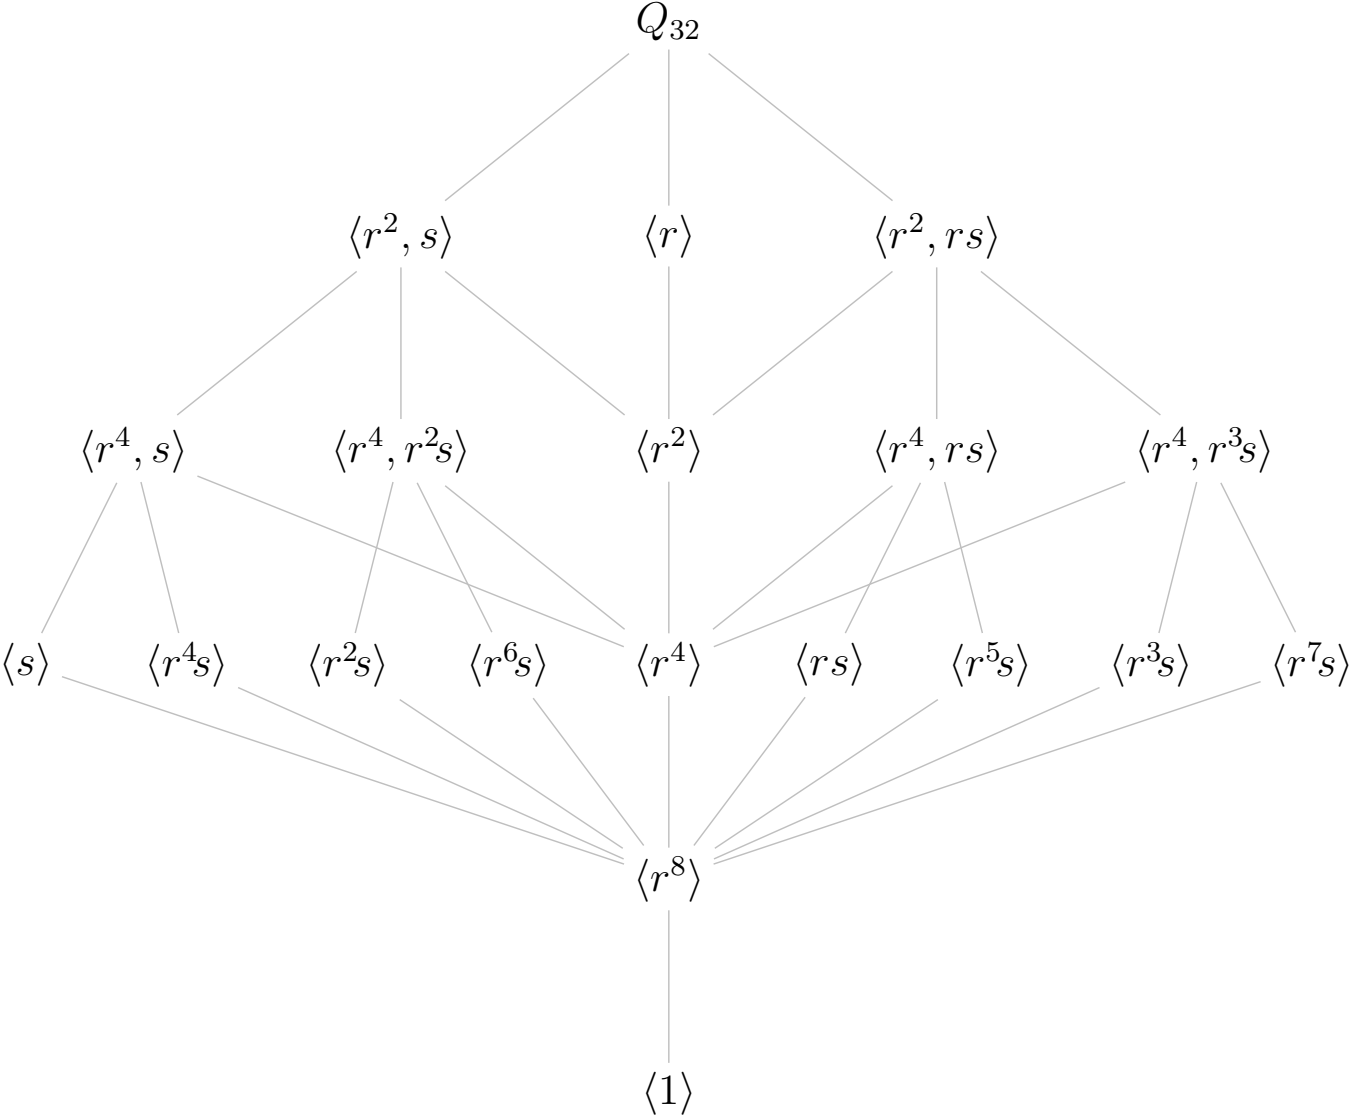 Q₃₂
⟨r², s⟩ ⟨r⟩ ⟨r², rs⟩
⟨r⁴, s⟩ ⟨r⁴, r²s⟩ ⟨r²⟩ ⟨r⁴, rs⟩ ⟨r⁴, r³s⟩
⟨s⟩ ⟨r⁴s⟩ ⟨r²s⟩ ⟨r⁶s⟩ ⟨r⁴⟩ ⟨rs⟩ ⟨r⁵s⟩ ⟨r³s⟩ ⟨r⁷s⟩
⟨r⁸⟩
⟨1⟩